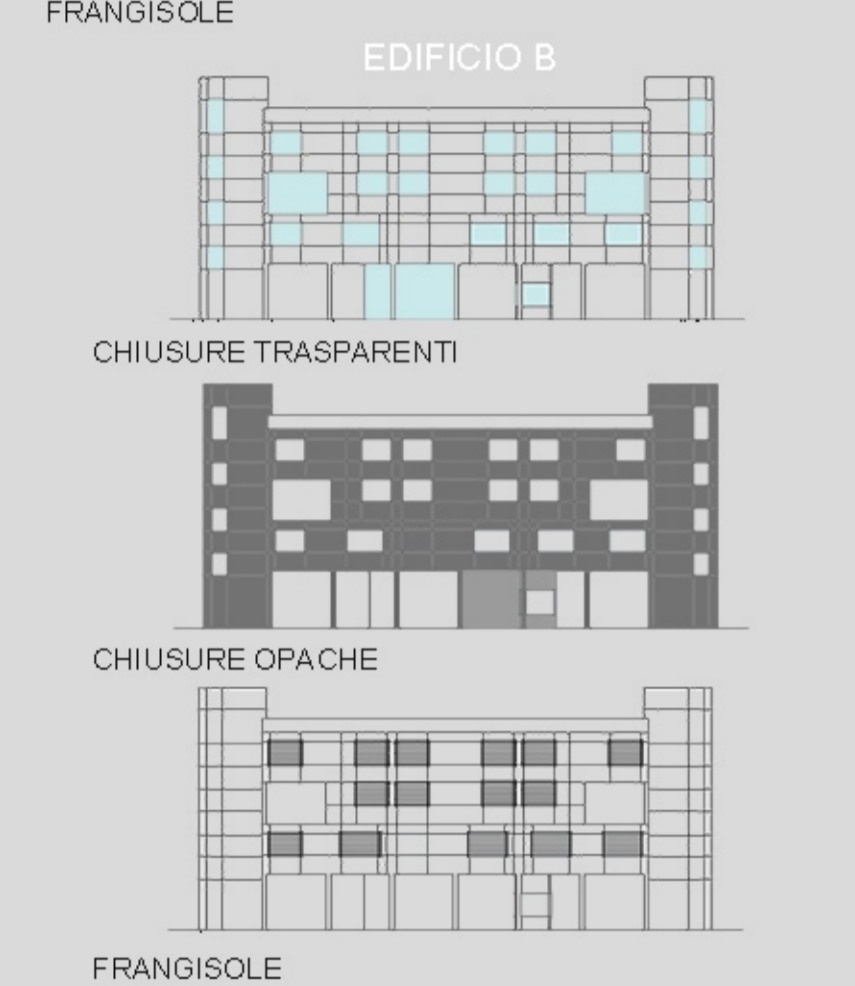 FRANGISOLE
EDIFICIO B
CHIUSURE TRASPARENTI
CHIUSURE OPACHE
FRANGISOLE